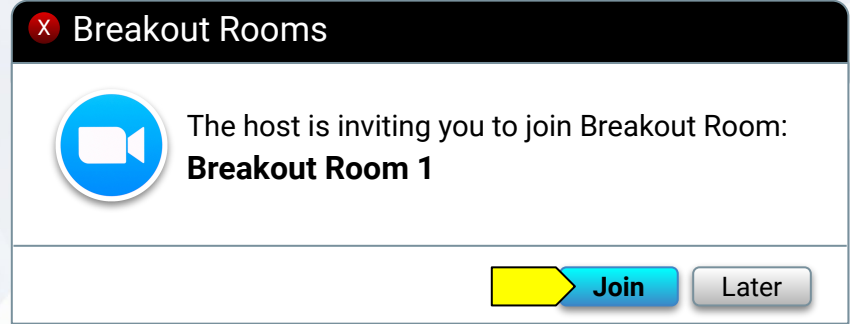 X Breakout Rooms
The host is inviting you to join Breakout Room:
Breakout Room 1
Join Later